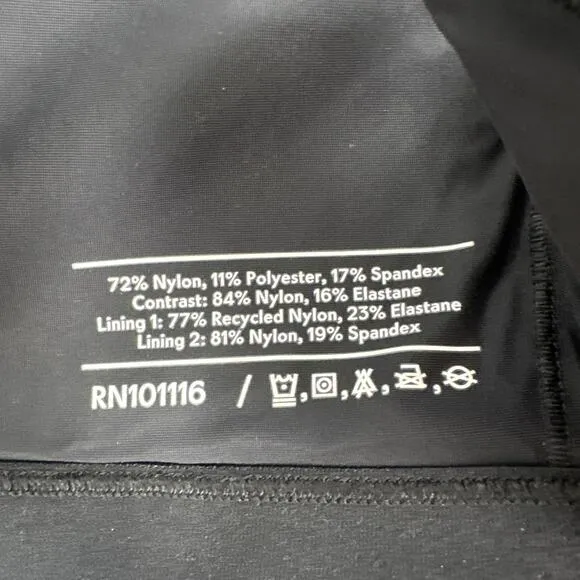 72% Nylon, 11% Polyester, 17% Spandex
Contrast: 84% Nylon, 16% Elastane
Lining 1: 77% Recycled Nylon, 23% Elastane
Lining 2: 81% Nylon, 19% Spandex
RN101116 / , , , ,